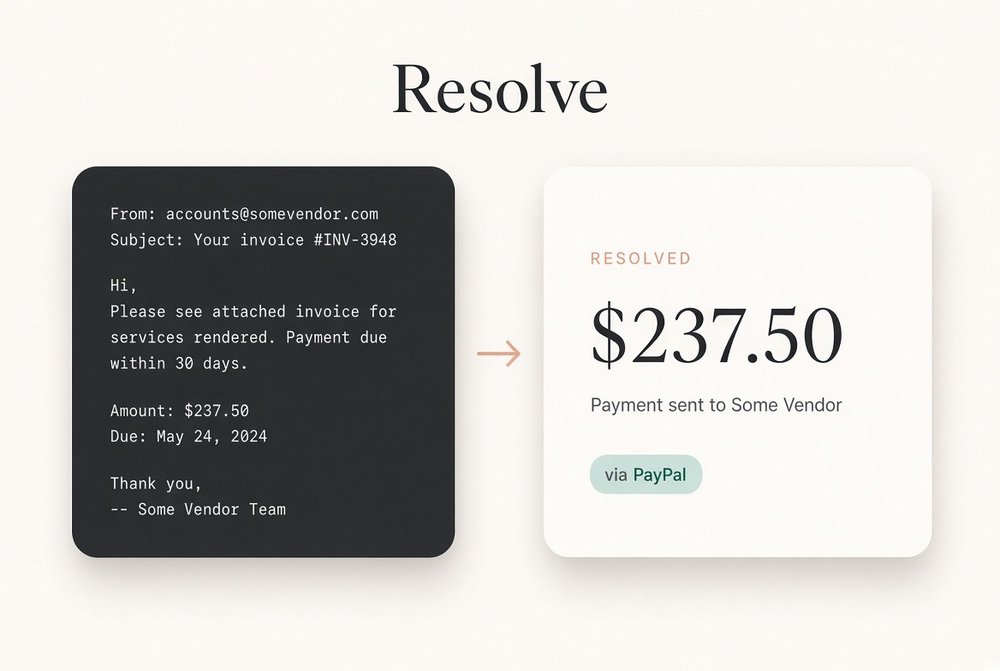 Resolve
From: accounts@somevendor.com
Subject: Your invoice #INV-3948
Hi,
Please see attached invoice for
services rendered. Payment due
within 30 days.
Amount: $237.50
Due: May 24, 2024
Thank you,
-- Some Vendor Team
RESOLVED
$237.50
Payment sent to Some Vendor
via PayPal